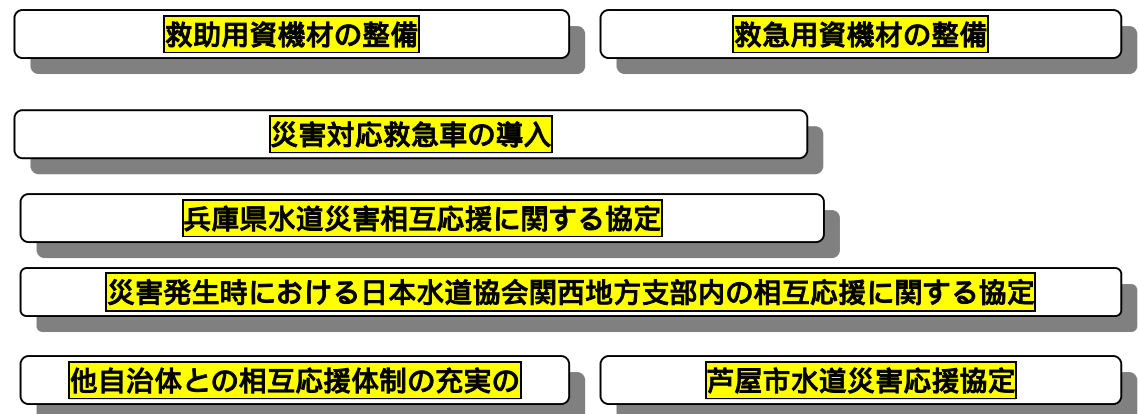 救助用資機材の整備
救急用資機材の整備
災害対応救急車の導入
兵庫県水道災害相互応援に関する協定
災害発生時における日本水道協会関西地方支部内の相互応援に関する協定
他自治体との相互応援体制の充実の
芦屋市水道災害応援協定